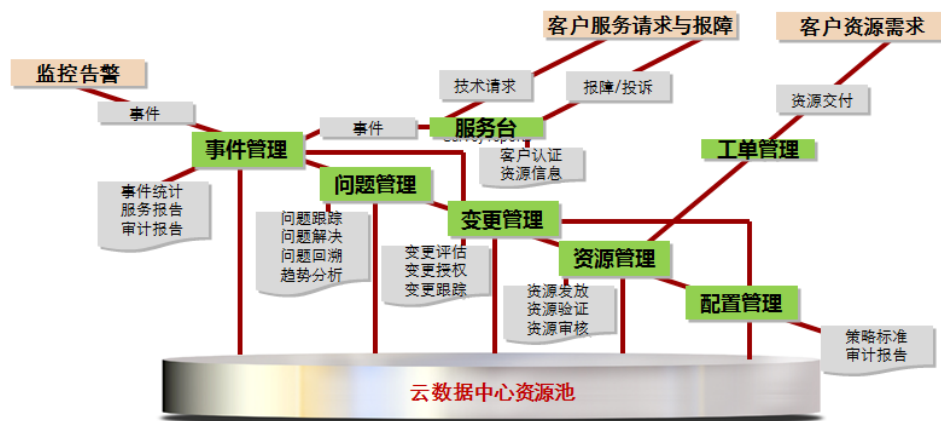 客户服务请求与报障
客户资源需求
监控告警
技术请求
报障/投诉
资源交付
事件
事件
服务台
事件管理
客户认证
资源信息
工单管理
问题管理
事件统计
服务报告
审计报告
变更管理
问题跟踪
问题解决
问题回溯
趋势分析
变更评估
变更授权
变更跟踪
资源管理
资源发放
资源验证
资源审核
配置管理
策略标准
审计报告
云数据中心资源池